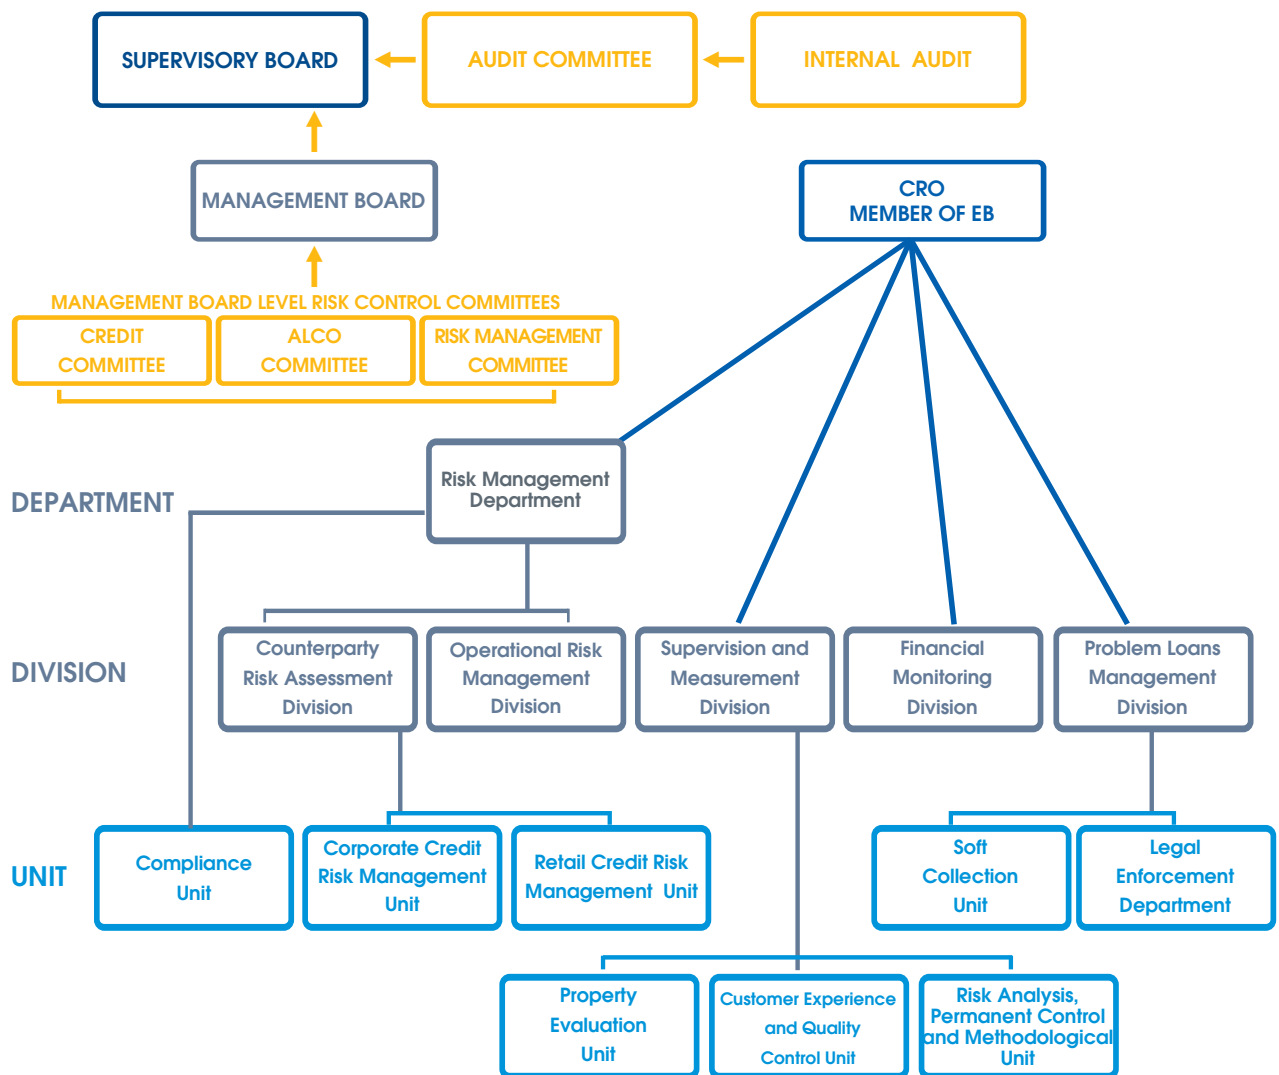 SUPERVISORY BOARD
AUDIT COMMITTEE
INTERNAL AUDIT
MANAGEMENT BOARD
CRO
MEMBER OF EB
MANAGEMENT BOARD LEVEL RISK CONTROL COMMITTEES
CREDIT
COMMITTEE
ALCO
COMMITTEE
RISK MANAGEMENT
COMMITTEE
DEPARTMENT
Risk Management
Department
DIVISION
Counterparty
Risk Assessment
Division
Operational Risk
Management
Division
Supervision and
Measurement
Division
Financial
Monitoring
Division
Problem Loans
Management
Division
UNIT
Compliance
Unit
Corporate Credit
Risk Management
Unit
Retail Credit Risk
Management Unit
Soft
Collection
Unit
Legal
Enforcement
Department
Property
Evaluation
Unit
Customer Experience
and Quality
Control Unit
Risk Analysis,
Permanent Control
and Methodological
Unit